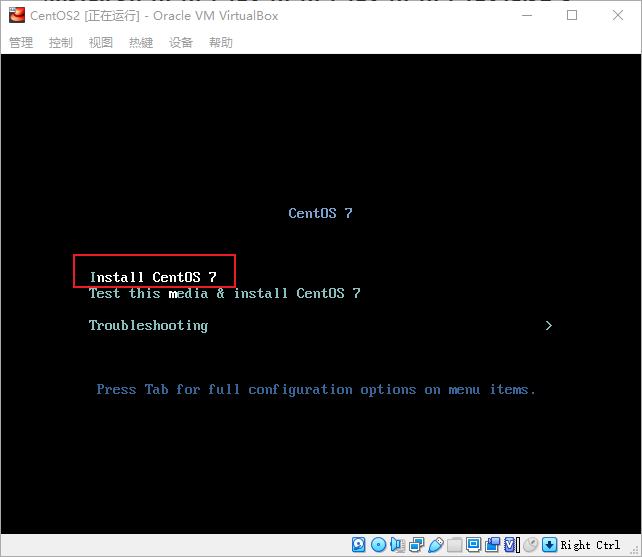 CentOS2 [正在运行] - Oracle VM VirtualBox
管理 控制 视图 热键 设备 帮助
CentOS 7
Install CentOS 7
Test this media & install CentOS 7
Troubleshooting >
Press Tab for full configuration options on menu items.
Right Ctrl